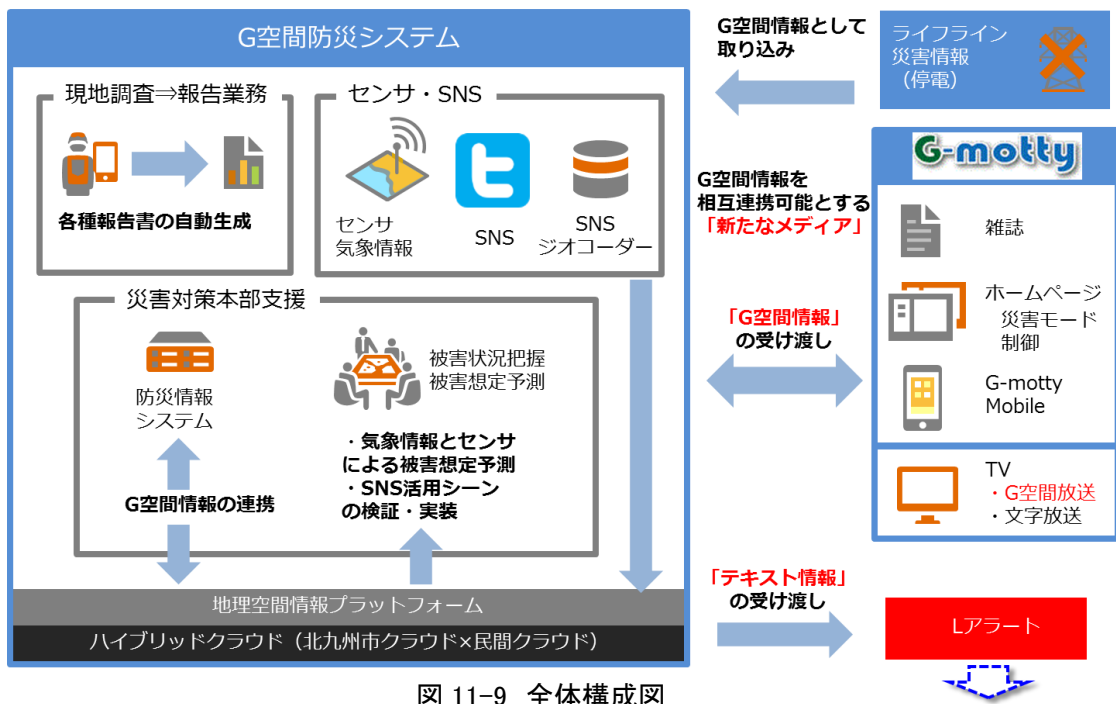 G空間防災システム
現地調査⇒報告業務
各種報告書の自動生成
センサ・SNS
センサ
気象情報
SNS
SNS
ジオコーダー
災害対策本部支援
防災情報
システム
G空間情報の連携
被害状況把握
被害想定予測
・気象情報とセンサ
による被害想定予測
・SNS活用シーン
の検証・実装
地理空間情報プラットフォーム
ハイブリッドクラウド（北九州市クラウド×民間クラウド）
G空間情報として
取り込み
ライフライン
災害情報
（停電）
G空間情報を
相互連携可能とする
「新たなメディア」
「G空間情報」
の受け渡し
G-motty
雑誌
ホームページ
災害モード
制御
G-motty
Mobile
TV
・G空間放送
・文字放送
「テキスト情報」
の受け渡し
Lアラート
図 11-9 全体構成図